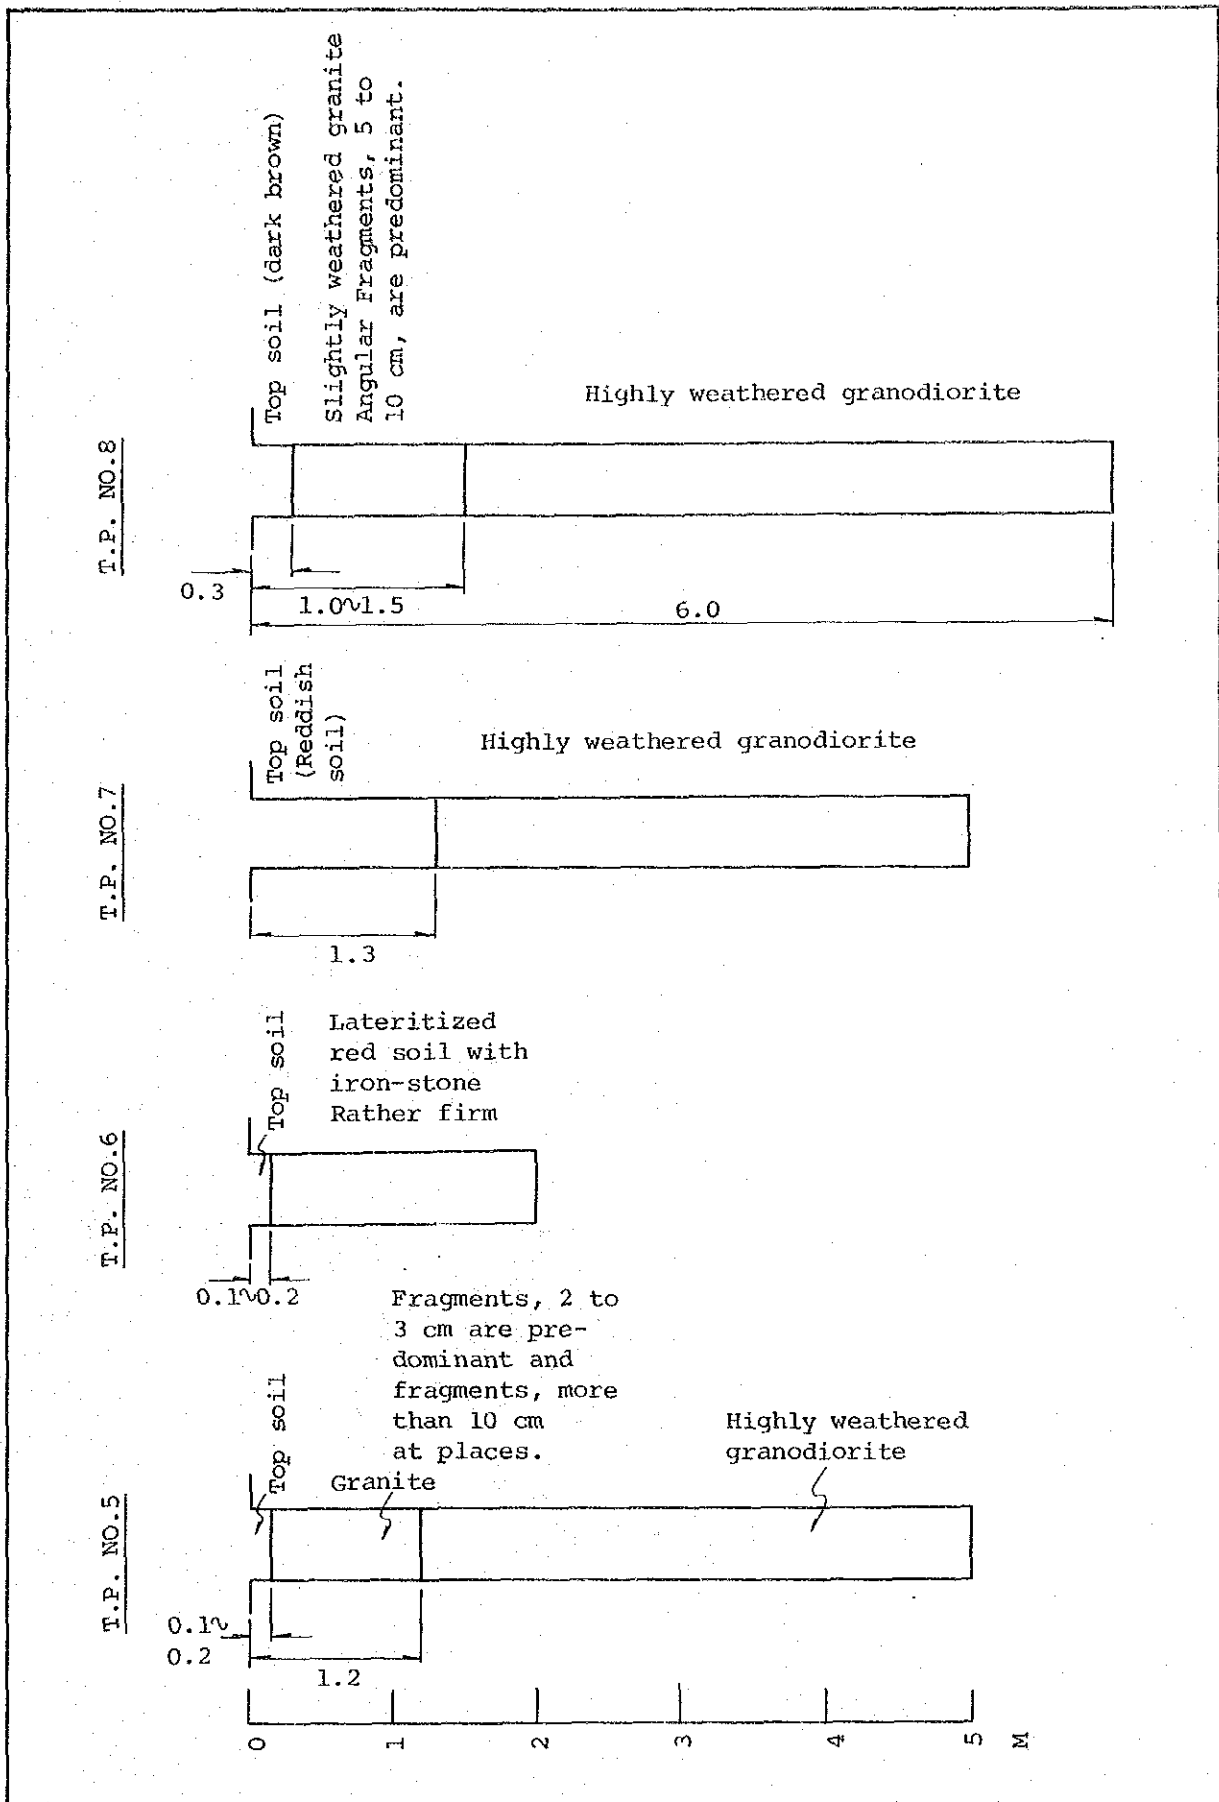 T.P. NO.8
Top soil (dark brown)
Slightly weathered granite
Angular Fragments, 5 to
10 cm, are predominant.
Highly weathered granodiorite
0.3
1.0~1.5
6.0
T.P. NO.7
Top soil
(Reddish
soil)
Highly weathered granodiorite
1.3
T.P. NO.6
Top soil
Lateritized
red soil with
iron-stone
Rather firm
0.1~0.2
T.P. NO.5
Top soil
Fragments, 2 to
3 cm are pre-
dominant and
fragments, more
than 10 cm
at places.
Granite
Highly weathered
granodiorite
0.1~
0.2
1.2
0
1
2
3
4
5
M